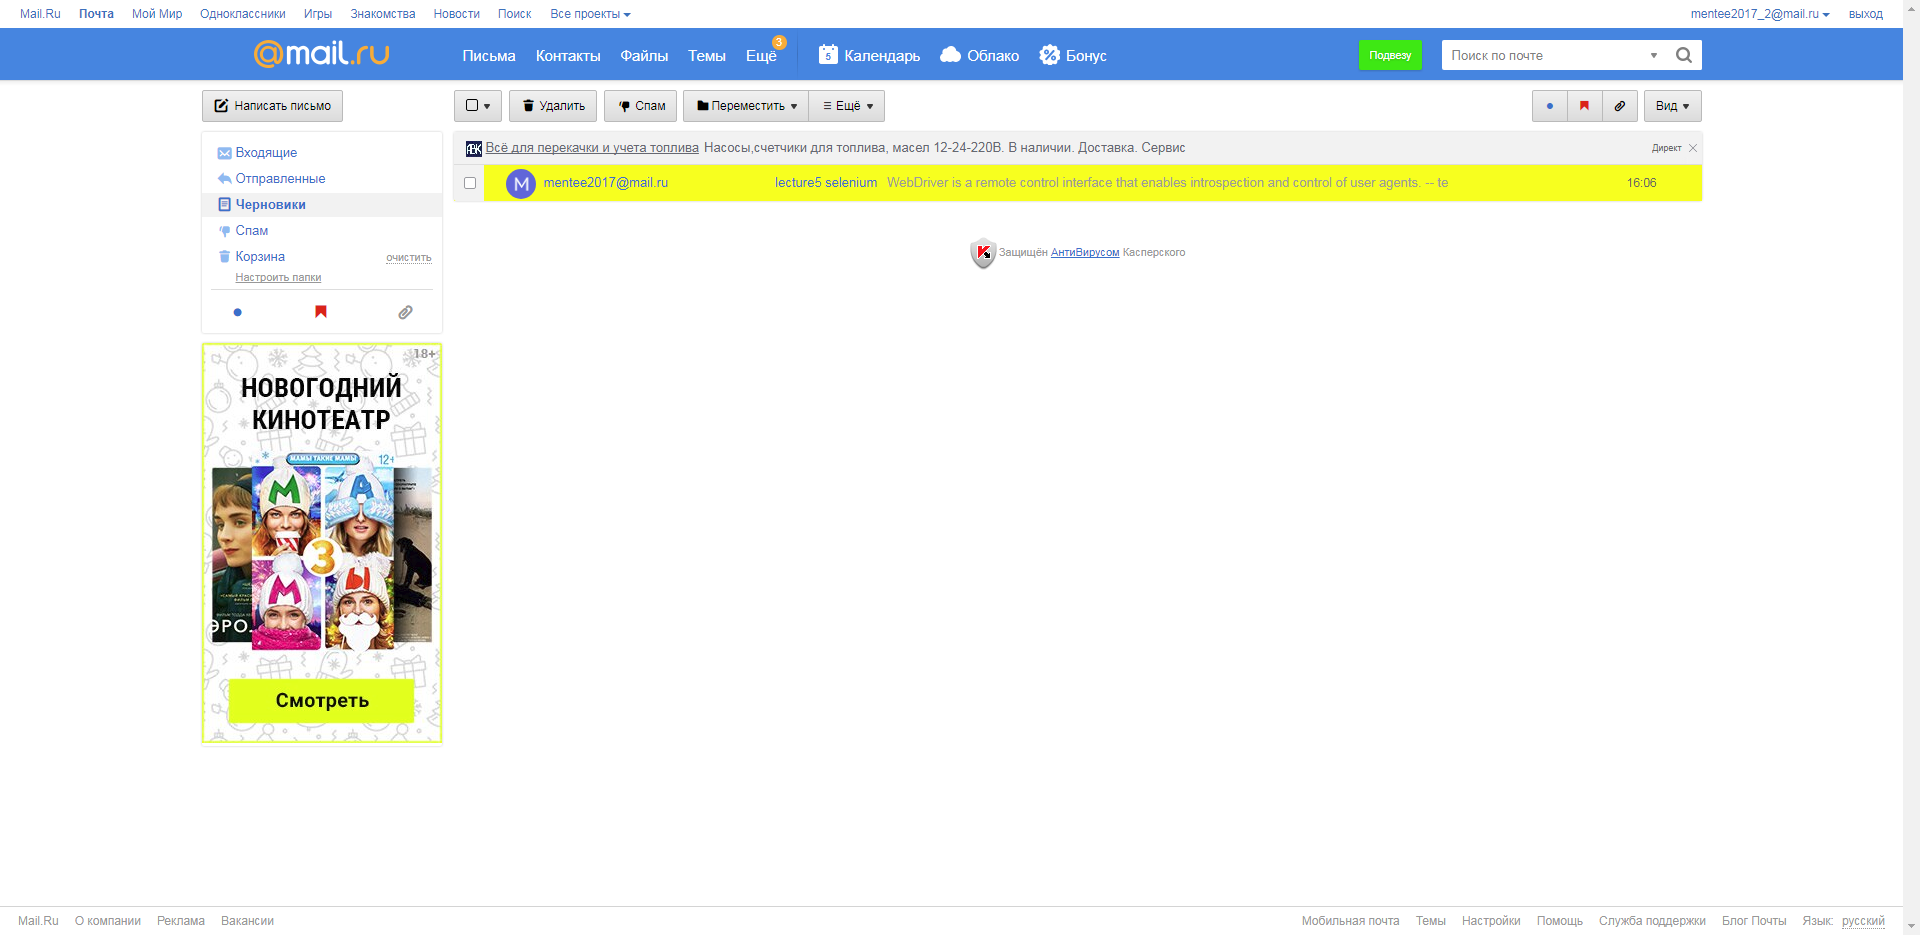 Mail.Ru Почта Мой Мир Одноклассники Игры Знакомства Новости Поиск Все проекты
mentee2017_2@mail.ru выход
@mail.ru
Письма Контакты Файлы Темы Ещё 3
5 Календарь Облако Бонус
Подвезу
Поиск по почте
Написать письмо
Удалить Спам Переместить Ещё
Вид
Входящие
Отправленные
Черновики
Спам
Корзина очистить
Настроить папки
Всё для перекачки и учета топлива Насосы,счетчики для топлива, масел 12-24-220В. В наличии. Доставка. Сервис
Директ
M mentee2017@mail.ru lecture5 selenium WebDriver is a remote control interface that enables introspection and control of user agents. -- te 16:06
Защищён АнтиВирусом Касперского
18+
НОВОГОДНИЙ
КИНОТЕАТР
МАМЫ ТАКИЕ МАМЫ 12+
М А
3
М Ы
ЭРО.
Смотреть
Mail.Ru О компании Реклама Вакансии
Мобильная почта Темы Настройки Помощь Служба поддержки Блог Почты Язык: русский